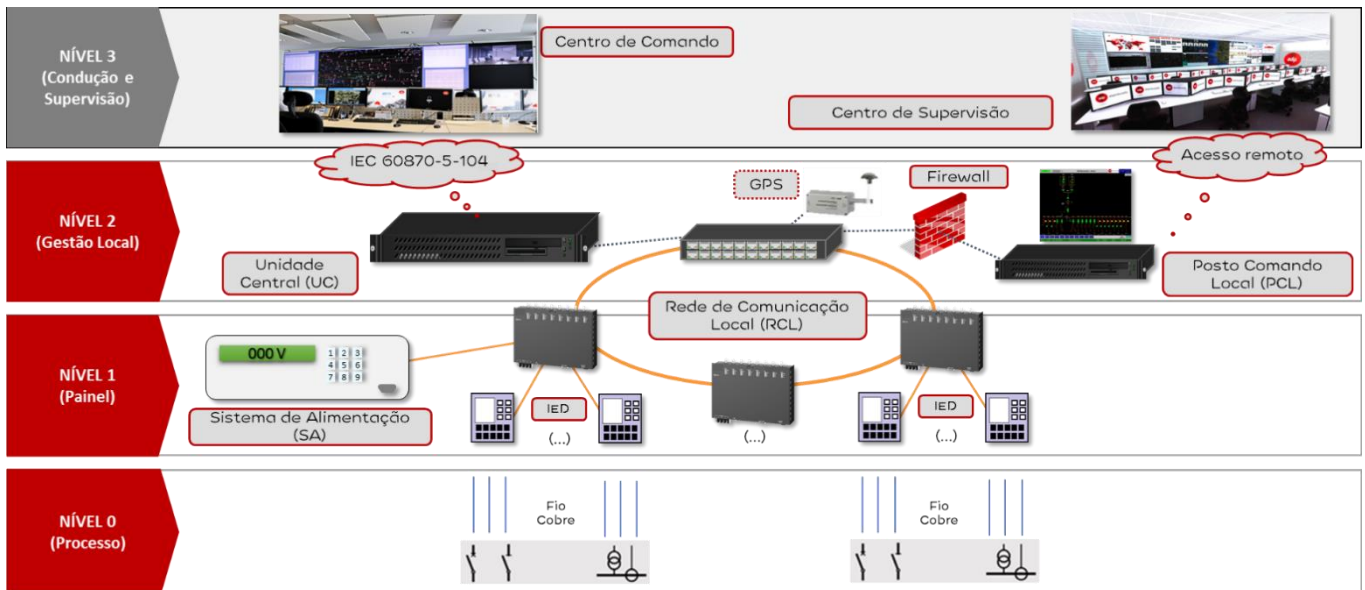 NÍVEL 3
(Condução e
Supervisão)
Centro de Comando
Centro de Supervisão
IEC 60870-5-104
Acesso remoto
NÍVEL 2
(Gestão Local)
GPS
Firewall
Unidade
Central (UC)
Posto Comando
Local (PCL)
Rede de Comunicação
Local (RCL)
NÍVEL 1
(Painel)
000 V
1 2 3
4 5 6
7 8 9
Sistema de Alimentação
(SA)
IED
(...)
(...)
IED
(...)
NÍVEL 0
(Processo)
Fio
Cobre
Fio
Cobre